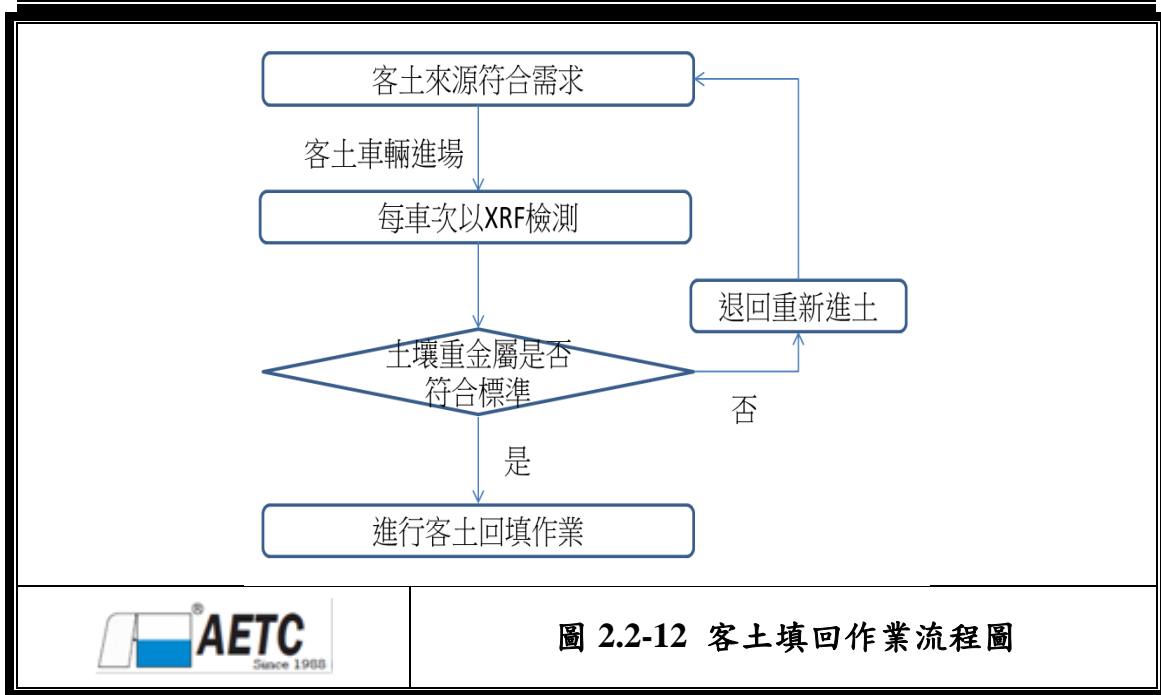 客土來源符合需求
客土車輛進場
每車次以XRF檢測
退回重新進土
土壤重金屬是否
符合標準
否
是
進行客土回填作業
®
AETC
Since 1988
圖 2.2-12 客土填回作業流程圖